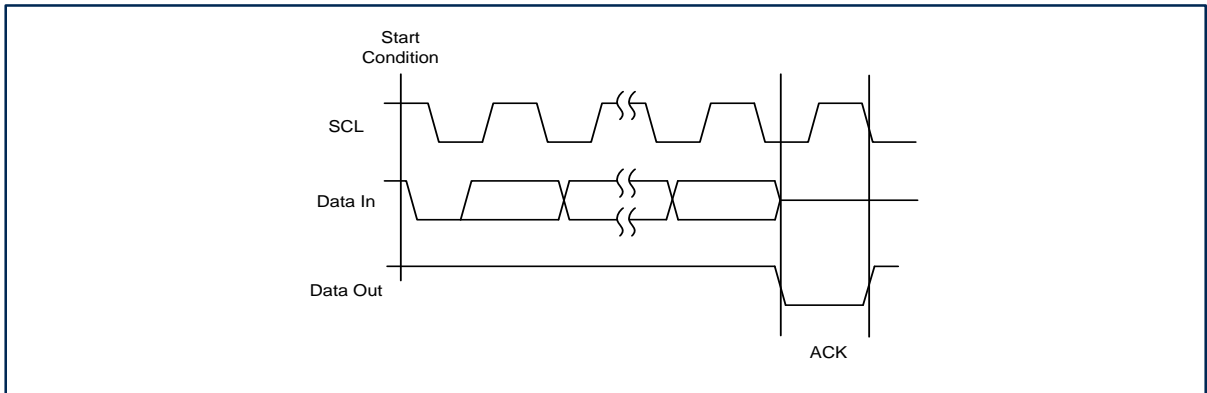 Start
Condition
SCL
Data In
Data Out
ACK